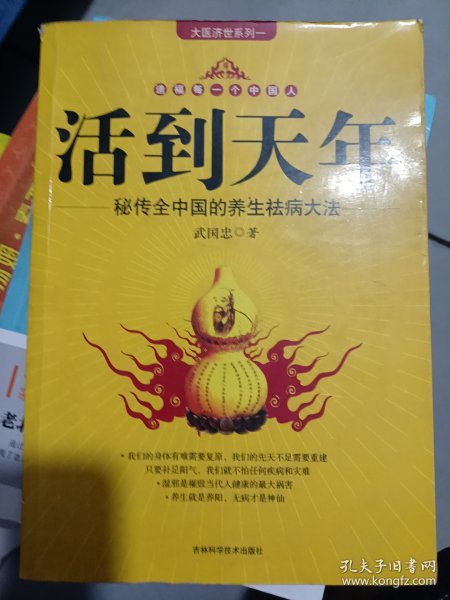 大医济世系列一
造福每一个中国人
活到天年
秘传全中国的养生祛病大法
武国忠◎著
·我们的身体有难需要复原，我们的先天不足需要重建
只要补足阳气，我们就不怕任何疾病和灾难
·湿邪是摧毁当代人健康的最大祸害
·养生就是养阳，无病才是神仙
吉林科学技术出版社
孔夫子旧书网
www.kongfz.com